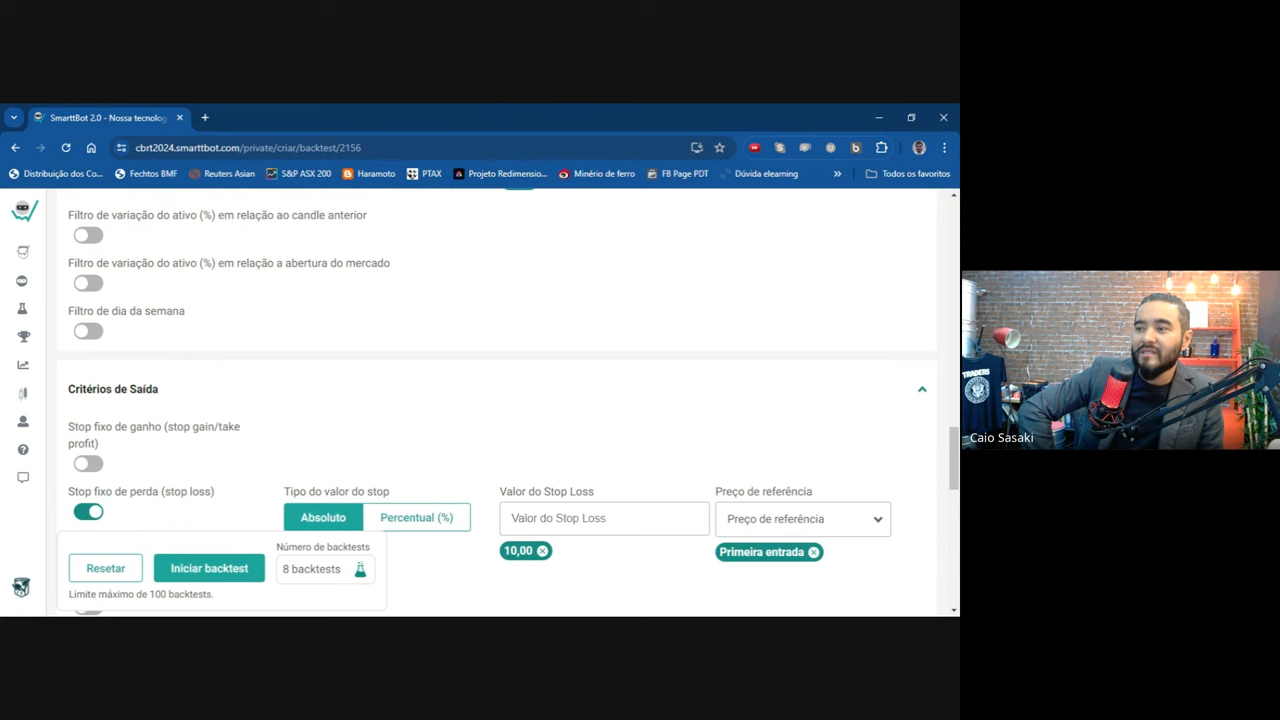 SmarttBot 2.0 - Nossa tecnolog
cbrt2024.smarttbot.com/private/criar/backtest/2156
Distribuição dos Co...
Fechtos BMF
Reuters Asian
S&P ASX 200
Haramoto
PTAX
Projeto Redimensio...
Minério de ferro
FB Page PDT
Dúvida elearning
»
Todos os favoritos
Filtro de variação do ativo (%) em relação ao candle anterior
Filtro de variação do ativo (%) em relação a abertura do mercado
Filtro de dia da semana
Critérios de Saída
Stop fixo de ganho (stop gain/take
profit)
Stop fixo de perda (stop loss)
Tipo do valor do stop
Absoluto
Percentual (%)
Valor do Stop Loss
Valor do Stop Loss
10,00
Preço de referência
Preço de referência
Primeira entrada
Resetar
Iniciar backtest
Número de backtests
8 backtests
Limite máximo de 100 backtests.
TRADERS
Caio Sasaki